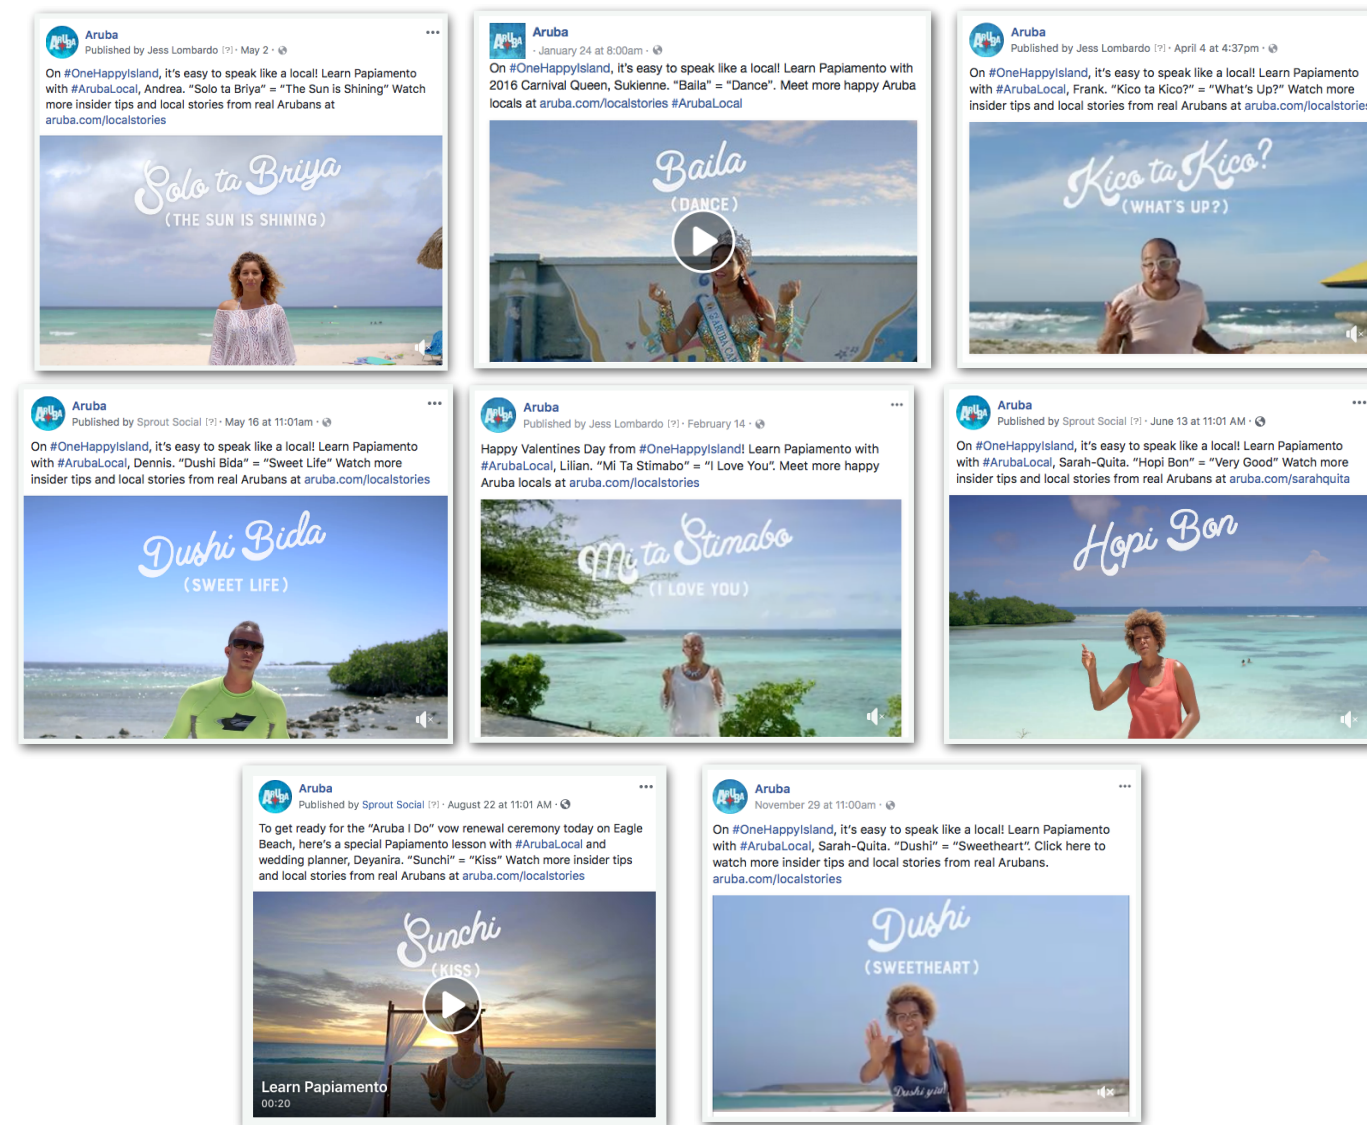 Aruba
Published by Jess Lombardo [?] · May 2 ·
On #OneHappyIsland, it's easy to speak like a local! Learn Papiamento
with #ArubaLocal, Andrea. "Solo ta Briya" = "The Sun is Shining" Watch
more insider tips and local stories from real Arubans at
aruba.com/localstories
Solo ta Briya
(THE SUN IS SHINING)
Aruba
· January 24 at 8:00am ·
On #OneHappyIsland, it's easy to speak like a local! Learn Papiamento with
2016 Carnival Queen, Sukienne. "Baila" = "Dance". Meet more happy Aruba
locals at aruba.com/localstories #ArubaLocal
Baila
(DANCE)
Aruba
Published by Jess Lombardo [?] · April 4 at 4:37pm ·
On #OneHappyIsland, it's easy to speak like a local! Learn Papiamento
with #ArubaLocal, Frank. "Kico ta Kico?" = "What's Up?" Watch more
insider tips and local stories from real Arubans at aruba.com/localstories
Kico ta Kico?
(WHAT'S UP?)
Aruba
Published by Sprout Social [?] · May 16 at 11:01am ·
On #OneHappyIsland, it's easy to speak like a local! Learn Papiamento
with #ArubaLocal, Dennis. "Dushi Bida" = "Sweet Life" Watch more
insider tips and local stories from real Arubans at aruba.com/localstories
Dushi Bida
(SWEET LIFE)
Aruba
Published by Jess Lombardo [?] · February 14 ·
Happy Valentines Day from #OneHappyIsland! Learn Papiamento with
#ArubaLocal, Lilian. "Mi Ta Stimabo" = "I Love You". Meet more happy
Aruba locals at aruba.com/localstories
Mi ta Stimabo
(I LOVE YOU)
Aruba
Published by Sprout Social [?] · June 13 at 11:01 AM ·
On #OneHappyIsland, it's easy to speak like a local! Learn Papiamento
with #ArubaLocal, Sarah-Quita. "Hopi Bon" = "Very Good" Watch more
insider tips and local stories from real Arubans at aruba.com/sarahquita
Hopi Bon
Aruba
Published by Sprout Social [?] · August 22 at 11:01 AM ·
To get ready for the "Aruba I Do" vow renewal ceremony today on Eagle
Beach, here's a special Papiamento lesson with #ArubaLocal and
wedding planner, Deyanira. "Sunchi" = "Kiss" Watch more insider tips
and local stories from real Arubans at aruba.com/localstories
Sunchi
(KISS)
Learn Papiamento
00:20
Aruba
November 29 at 11:00am ·
On #OneHappyIsland, it's easy to speak like a local! Learn Papiamento
with #ArubaLocal, Sarah-Quita. "Dushi" = "Sweetheart". Click here to
watch more insider tips and local stories from real Arubans.
aruba.com/localstories
Dushi
(SWEETHEART)
Dushi yiu!